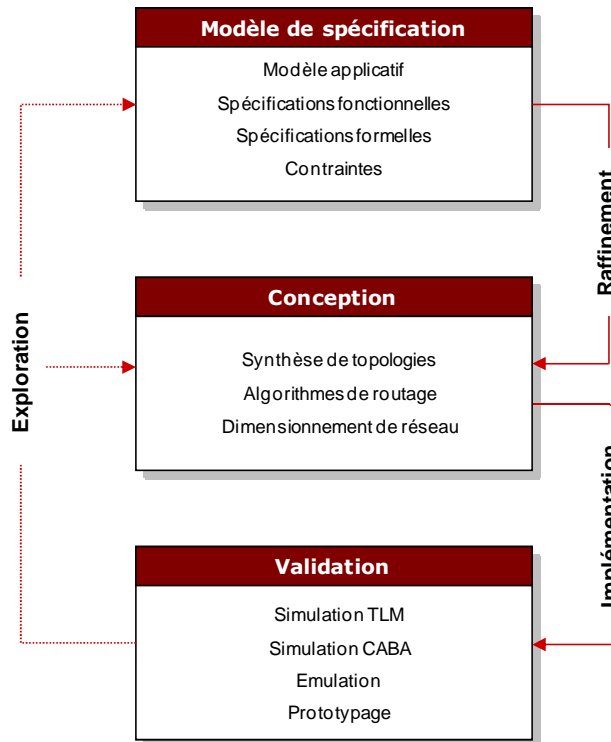 Modèle de spécification
Modèle applicatif
Spécifications fonctionnelles
Spécifications formelles
Contraintes
Raffinement
Conception
Synthèse de topologies
Algorithmes de routage
Dimensionnement de réseau
Exploration
Implémentation
Validation
Simulation TLM
Simulation CABA
Emulation
Prototypage